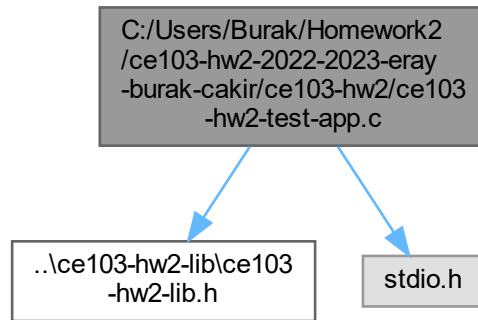 C:/Users/Burak/Homework2
/ce103-hw2-2022-2023-eray
-burak-cakir/ce103-hw2/ce103
-hw2-test-app.c
..\ce103-hw2-lib\ce103
-hw2-lib.h
stdio.h